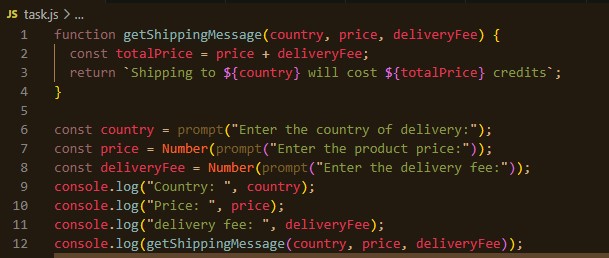 JS task.js > ...
1 function getShippingMessage(country, price, deliveryFee) {
2   const totalPrice = price + deliveryFee;
3   return `Shipping to ${country} will cost ${totalPrice} credits`;
4 }
5
6 const country = prompt("Enter the country of delivery:");
7 const price = Number(prompt("Enter the product price:"));
8 const deliveryFee = Number(prompt("Enter the delivery fee:"));
9 console.log("Country: ", country);
10 console.log("Price: ", price);
11 console.log("delivery fee: ", deliveryFee);
12 console.log(getShippingMessage(country, price, deliveryFee));